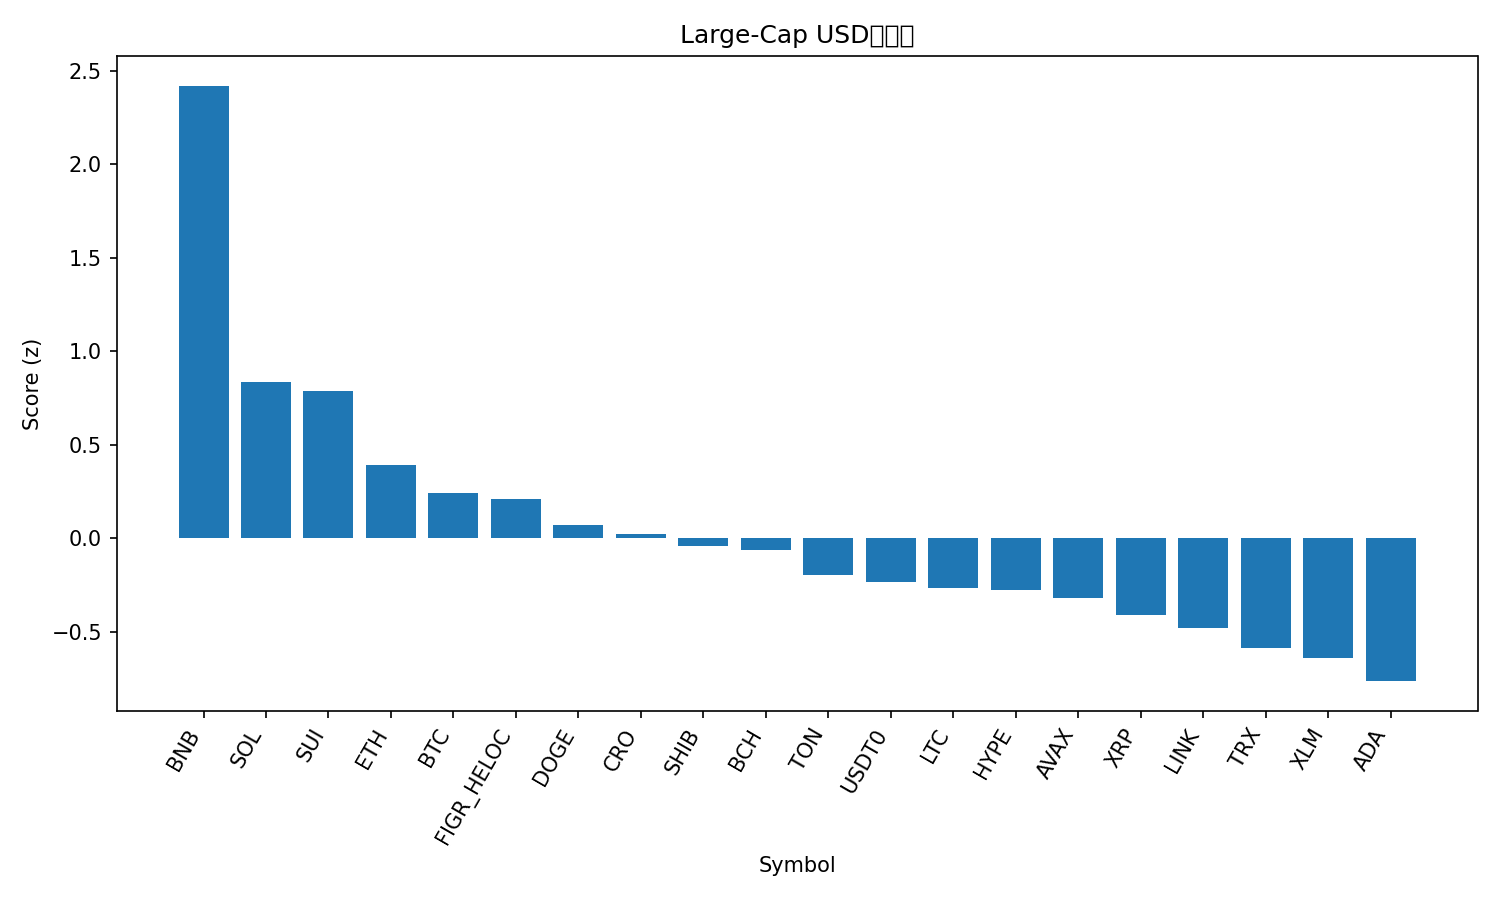 Large-Cap USD
2.5
2.0
1.5
1.0
0.5
0.0
−0.5
Score (z)
BNB
SOL
SUI
ETH
BTC
FIGR_HELOC
DOGE
CRO
SHIB
BCH
TON
USDT0
LTC
HYPE
AVAX
XRP
LINK
TRX
XLM
ADA
Symbol